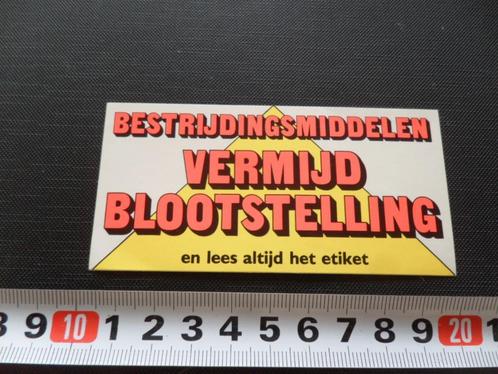 BESTRIJDINGSMIDDELEN
VERMIJD
BLOOTSTELLING
en lees altijd het etiket
9 10 1 2 3 4 5 6 7 8 9 20 1